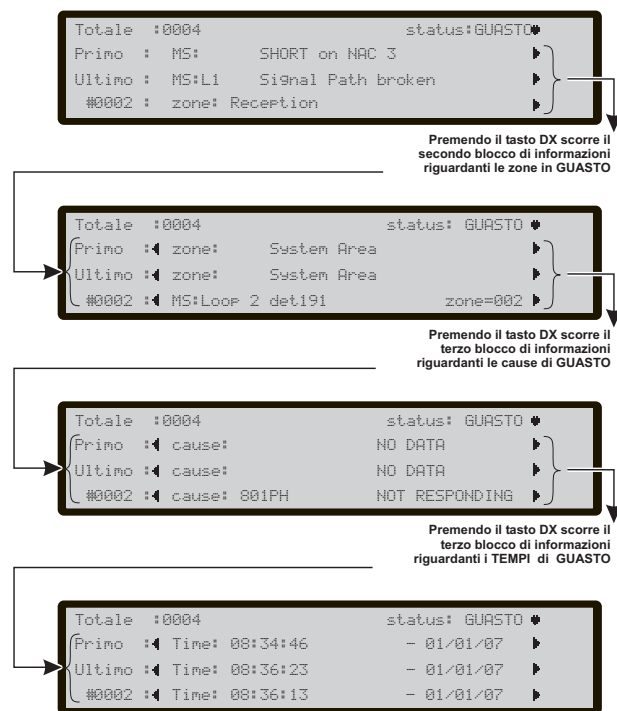 Totale :0004 status:GUASTO
Primo : MS: SHORT on NAC 3
Ultimo : MS:L1 Signal Path broken
#0002 : zone: Reception
Premendo il tasto DX scorre il
secondo blocco di informazioni
riguardanti le zone in GUASTO
Totale :0004 status: GUASTO
Primo : zone: System Area
Ultimo : zone: System Area
#0002 : MS:Loop 2 det191 zone=002
Premendo il tasto DX scorre il
terzo blocco di informazioni
riguardanti le cause di GUASTO
Totale :0004 status: GUASTO
Primo : cause: NO DATA
Ultimo : cause: NO DATA
#0002 : cause: 801PH NOT RESPONDING
Premendo il tasto DX scorre il
terzo blocco di informazioni
riguardanti i TEMPI di GUASTO
Totale :0004 status: GUASTO
Primo : Time: 08:34:46 - 01/01/07
Ultimo : Time: 08:36:23 - 01/01/07
#0002 : Time: 08:36:13 - 01/01/07